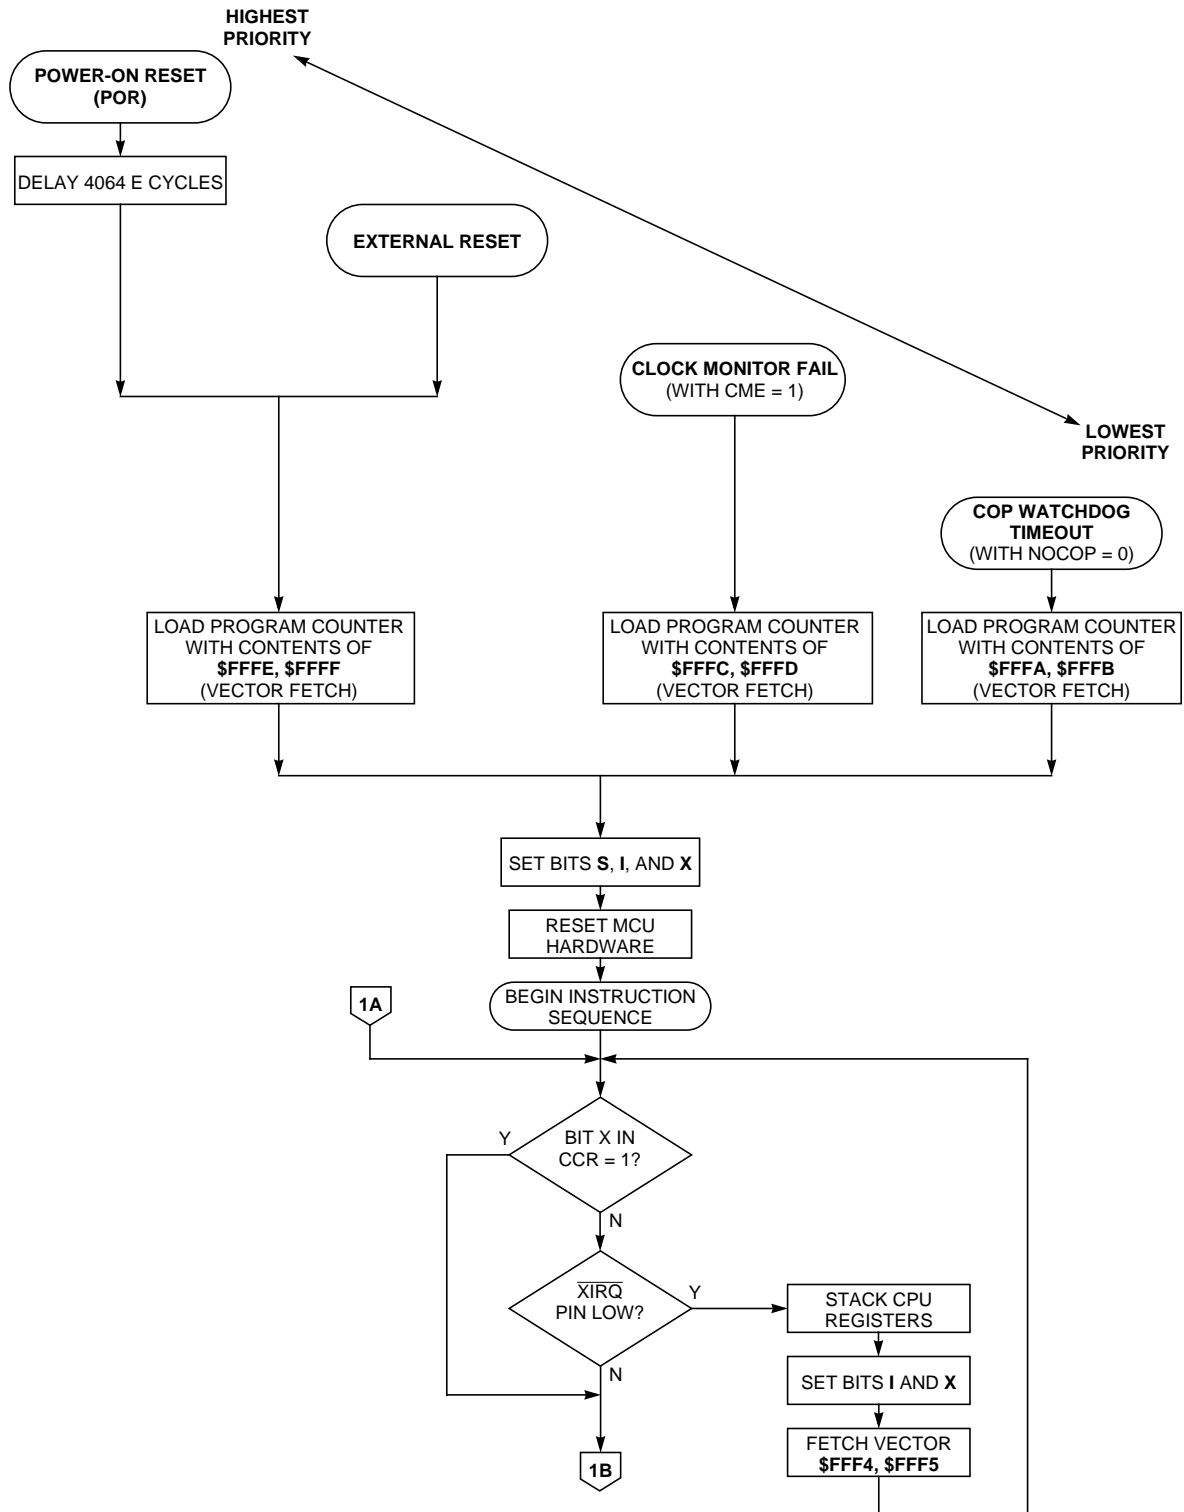 HIGHEST
PRIORITY
POWER-ON RESET
(POR)
DELAY 4064 E CYCLES
EXTERNAL RESET
CLOCK MONITOR FAIL
(WITH CME = 1)
LOWEST
PRIORITY
COP WATCHDOG
TIMEOUT
(WITH NOCOP = 0)
LOAD PROGRAM COUNTER
WITH CONTENTS OF
$FFFE, $FFFF
(VECTOR FETCH)
LOAD PROGRAM COUNTER
WITH CONTENTS OF
$FFFC, $FFFD
(VECTOR FETCH)
LOAD PROGRAM COUNTER
WITH CONTENTS OF
$FFFA, $FFFB
(VECTOR FETCH)
SET BITS S, I, AND X
RESET MCU
HARDWARE
BEGIN INSTRUCTION
SEQUENCE
1A
Y
BIT X IN
CCR = 1?
N
XIRQ
PIN LOW?
Y
STACK CPU
REGISTERS
N
SET BITS I AND X
FETCH VECTOR
$FFF4, $FFF5
1B